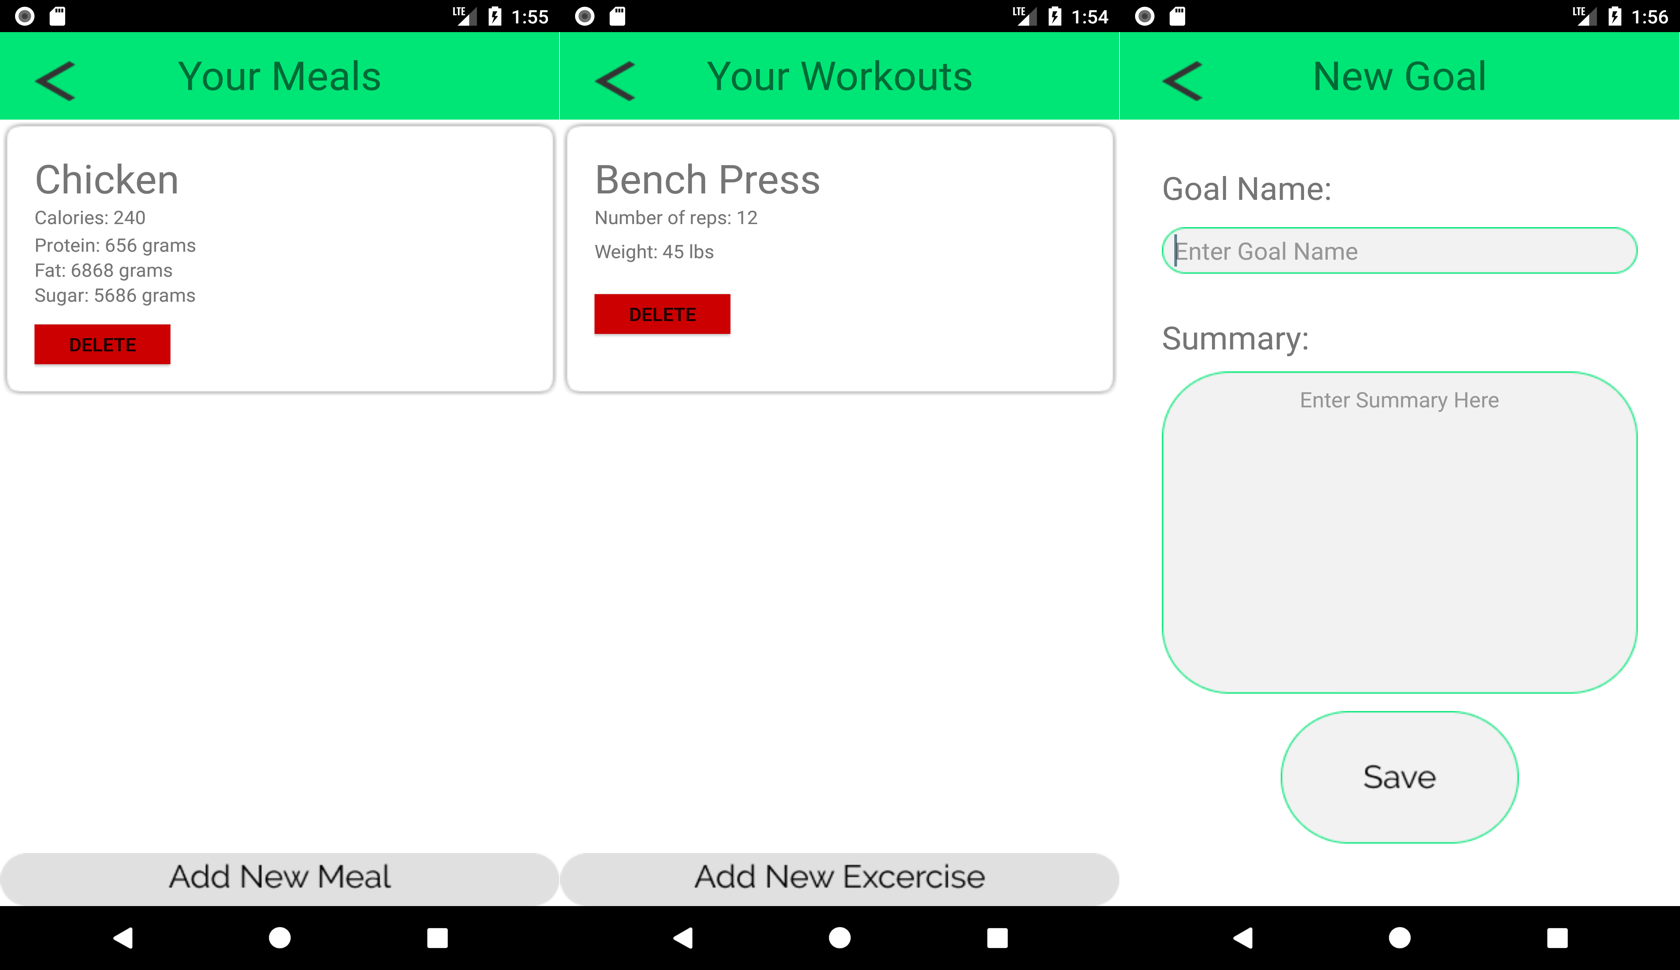 LTE 1:55
Your Meals
Chicken
Calories: 240
Protein: 656 grams
Fat: 6868 grams
Sugar: 5686 grams
DELETE
Add New Meal
LTE 1:54
Your Workouts
Bench Press
Number of reps: 12
Weight: 45 lbs
DELETE
Add New Excercise
LTE 1:56
New Goal
Goal Name:
Enter Goal Name
Summary:
Enter Summary Here
Save